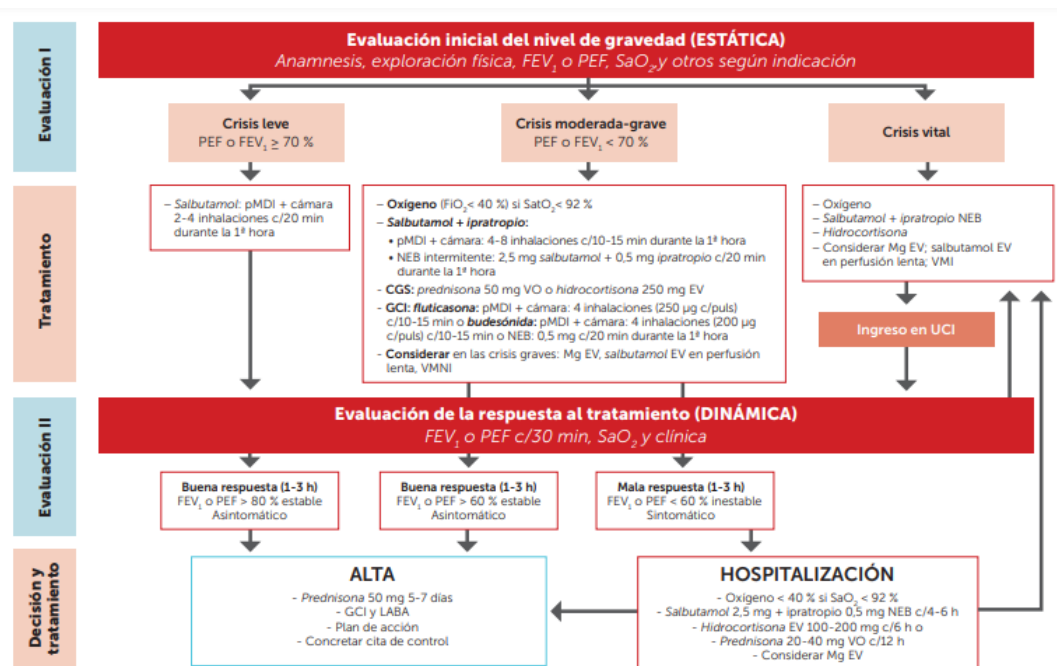 Evaluación I
Evaluación inicial del nivel de gravedad (ESTÁTICA)
Anamnesis, exploración física, FEV₁ o PEF, SaO₂,y otros según indicación
Crisis leve
PEF o FEV₁ ≥ 70 %
Crisis moderada-grave
PEF o FEV₁ < 70 %
Crisis vital
Tratamiento
– Salbutamol: pMDI + cámara
2-4 inhalaciones c/20 min
durante la 1ª hora
– Oxígeno (FiO₂< 40 %) si SatO₂< 92 %
– Salbutamol + ipratropio:
• pMDI + cámara: 4-8 inhalaciones c/10-15 min durante la 1ª hora
• NEB intermitente: 2,5 mg salbutamol + 0,5 mg ipratropio c/20 min
durante la 1ª hora
- CGS: prednisona 50 mg VO o hidrocortisona 250 mg EV
- GCI: fluticasona: pMDI + cámara: 4 inhalaciones (250 µg c/puls)
c/10-15 min o budesónida: pMDI + cámara: 4 inhalaciones (200 µg
c/puls) c/10-15 min o NEB: 0,5 mg c/20 min durante la 1ª hora
- Considerar en las crisis graves: Mg EV, salbutamol EV en perfusión
lenta, VMNI
– Oxígeno
– Salbutamol + ipratropio NEB
– Hidrocortisona
– Considerar Mg EV; salbutamol EV
en perfusión lenta; VMI
Ingreso en UCI
Evaluación II
Evaluación de la respuesta al tratamiento (DINÁMICA)
FEV₁ o PEF c/30 min, SaO₂ y clínica
Buena respuesta (1-3 h)
FEV₁ o PEF > 80 % estable
Asintomático
Buena respuesta (1-3 h)
FEV₁ o PEF > 60 % estable
Asintomático
Mala respuesta (1-3 h)
FEV₁ o PEF < 60 % inestable
Sintomático
Decisión y
tratamiento
ALTA
- Prednisona 50 mg 5-7 días
- GCI y LABA
- Plan de acción
- Concretar cita de control
HOSPITALIZACIÓN
- Oxígeno < 40 % si SaO₂ < 92 %
- Salbutamol 2,5 mg + ipratropio 0,5 mg NEB c/4-6 h
- Hidrocortisona EV 100-200 mg c/6 h o
- Prednisona 20-40 mg VO c/12 h
- Considerar Mg EV